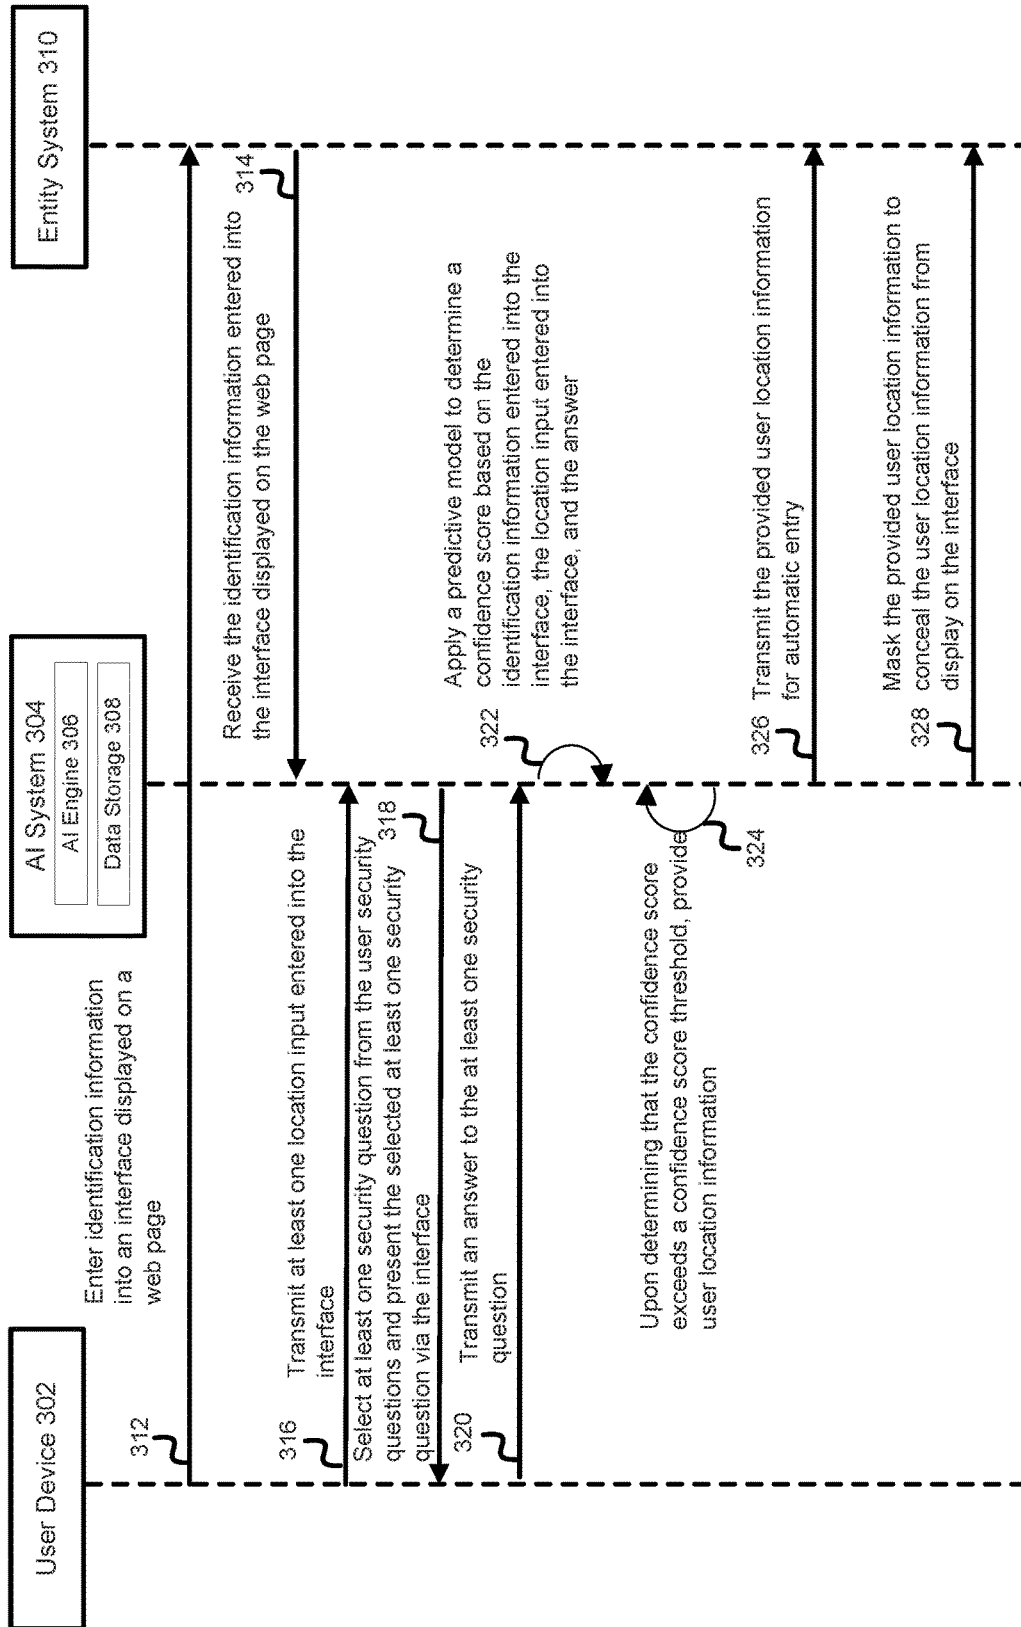 User Device 302
AI System 304
AI Engine 306
Data Storage 308
Entity System 310
Enter identification information
into an interface displayed on a
web page
312
Receive the identification information entered into
the interface displayed on the web page
314
Transmit at least one location input entered into the
interface
316
Select at least one security question from the user security
questions and present the selected at least one security
question via the interface
318
Transmit an answer to the at least one security
question
320
Apply a predictive model to determine a
confidence score based on the
identification information entered into the
interface, the location input entered into
the interface, and the answer
322
Upon determining that the confidence score
exceeds a confidence score threshold, provide
user location information
324
326 Transmit the provided user location information
for automatic entry
Mask the provided user location information to
conceal the user location information from
display on the interface
328